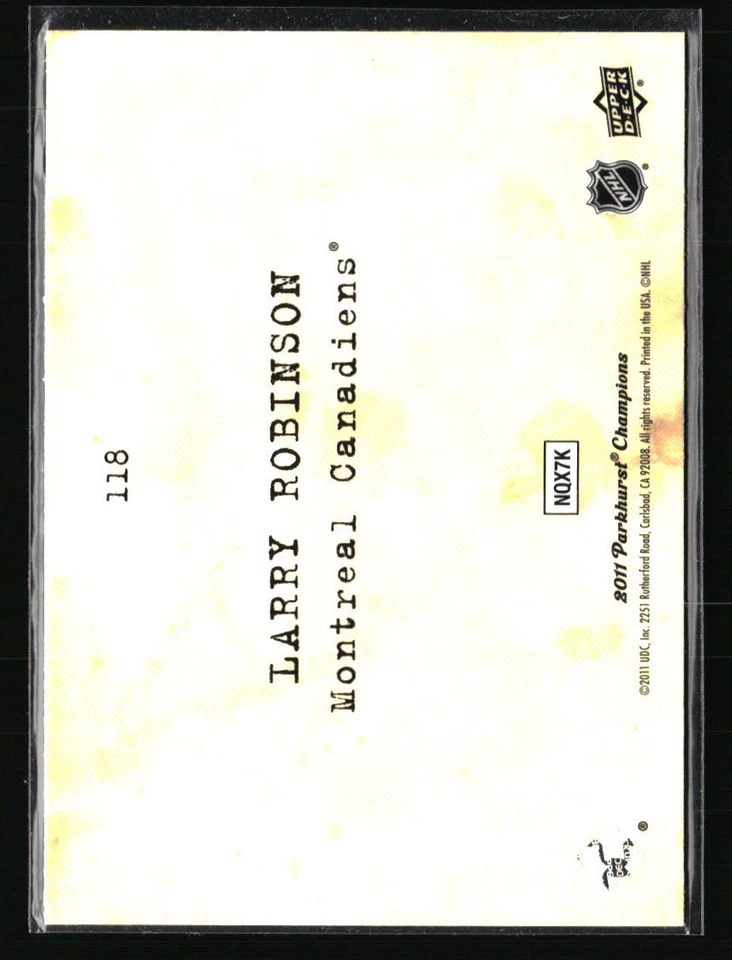 118
LARRY ROBINSON
Montreal Canadiens®
NQX7K
2011 Parkhurst® Champions
©2011 UDC, Inc. 2251 Rutherford Road, Carlsbad, CA 92008. All rights reserved. Printed in the USA. ©NHL
®
NHL ®
UPPER DECK ®